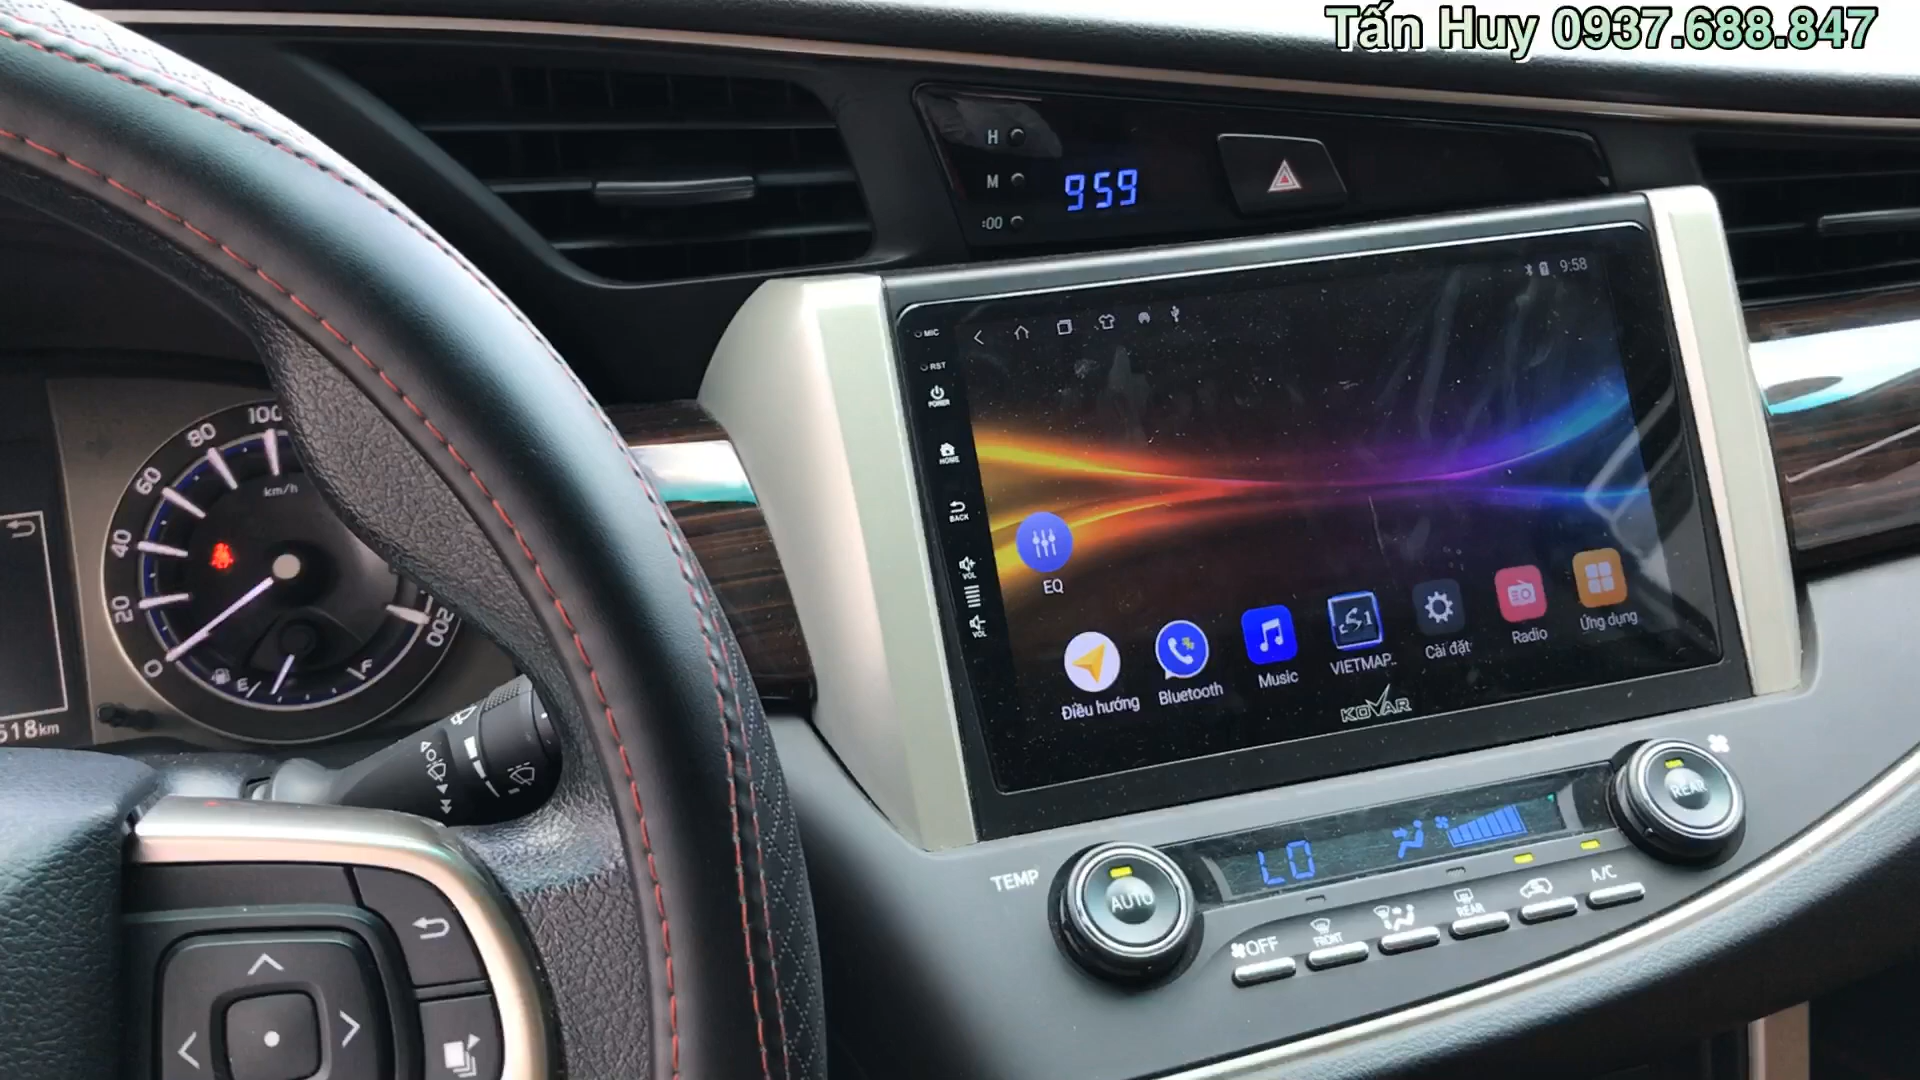 Tấn Huy 0937.688.847
H
M
:00
959
9:58
MIC
RST
POWER
HOME
BACK
VOL
VOL
EQ
Điều hướng
Bluetooth
Music
VIETMAP..
Cài đặt
Radio
Ứng dụng
KOVAR
0
20
40
60
80
100
200
km/h
E
F
518km
TEMP
AUTO
LO
REAR
OFF
FRONT
REAR
A/C